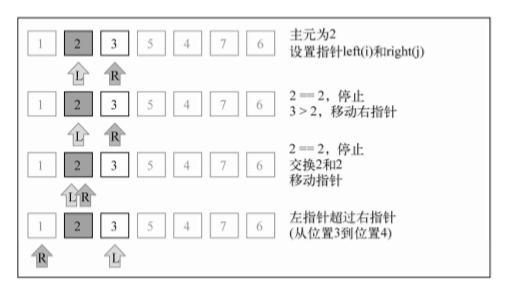 1 2 3 5 4 7 6
主元为2
设置指针left(i)和right(j)
L R
1 2 3 5 4 7 6
2 == 2，停止
3 > 2，移动右指针
L R
1 2 3 5 4 7 6
2 == 2，停止
交换2和2
移动指针
L R
1 2 3 5 4 7 6
左指针超过右指针
(从位置3到位置4)
R L